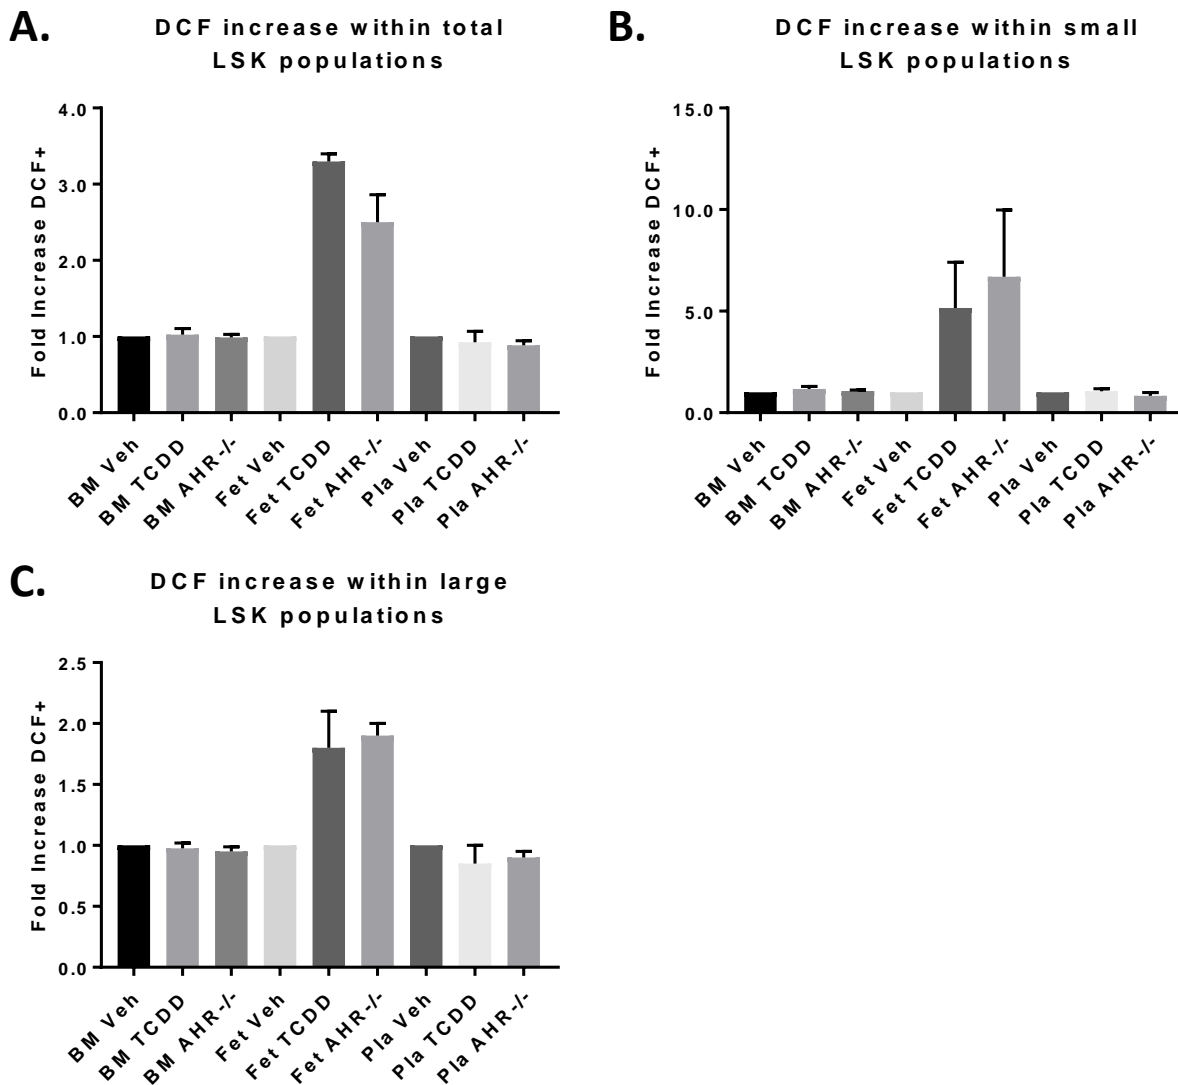 A.
DCF increase within total
LSK populations
Fold Increase DCF+
4.0
3.0
2.0
1.0
0.0
BM Veh
BM TCDD
BM AHR-/-
Fet Veh
Fet TCDD
Fet AHR-/-
Pla Veh
Pla TCDD
Pla AHR-/-
B.
DCF increase within small
LSK populations
Fold Increase DCF+
15.0
10.0
5.0
0.0
BM Veh
BM TCDD
BM AHR-/-
Fet Veh
Fet TCDD
Fet AHR-/-
Pla Veh
Pla TCDD
Pla AHR-/-
C.
DCF increase within large
LSK populations
Fold Increase DCF+
2.5
2.0
1.5
1.0
0.5
0.0
BM Veh
BM TCDD
BM AHR-/-
Fet Veh
Fet TCDD
Fet AHR-/-
Pla Veh
Pla TCDD
Pla AHR-/-